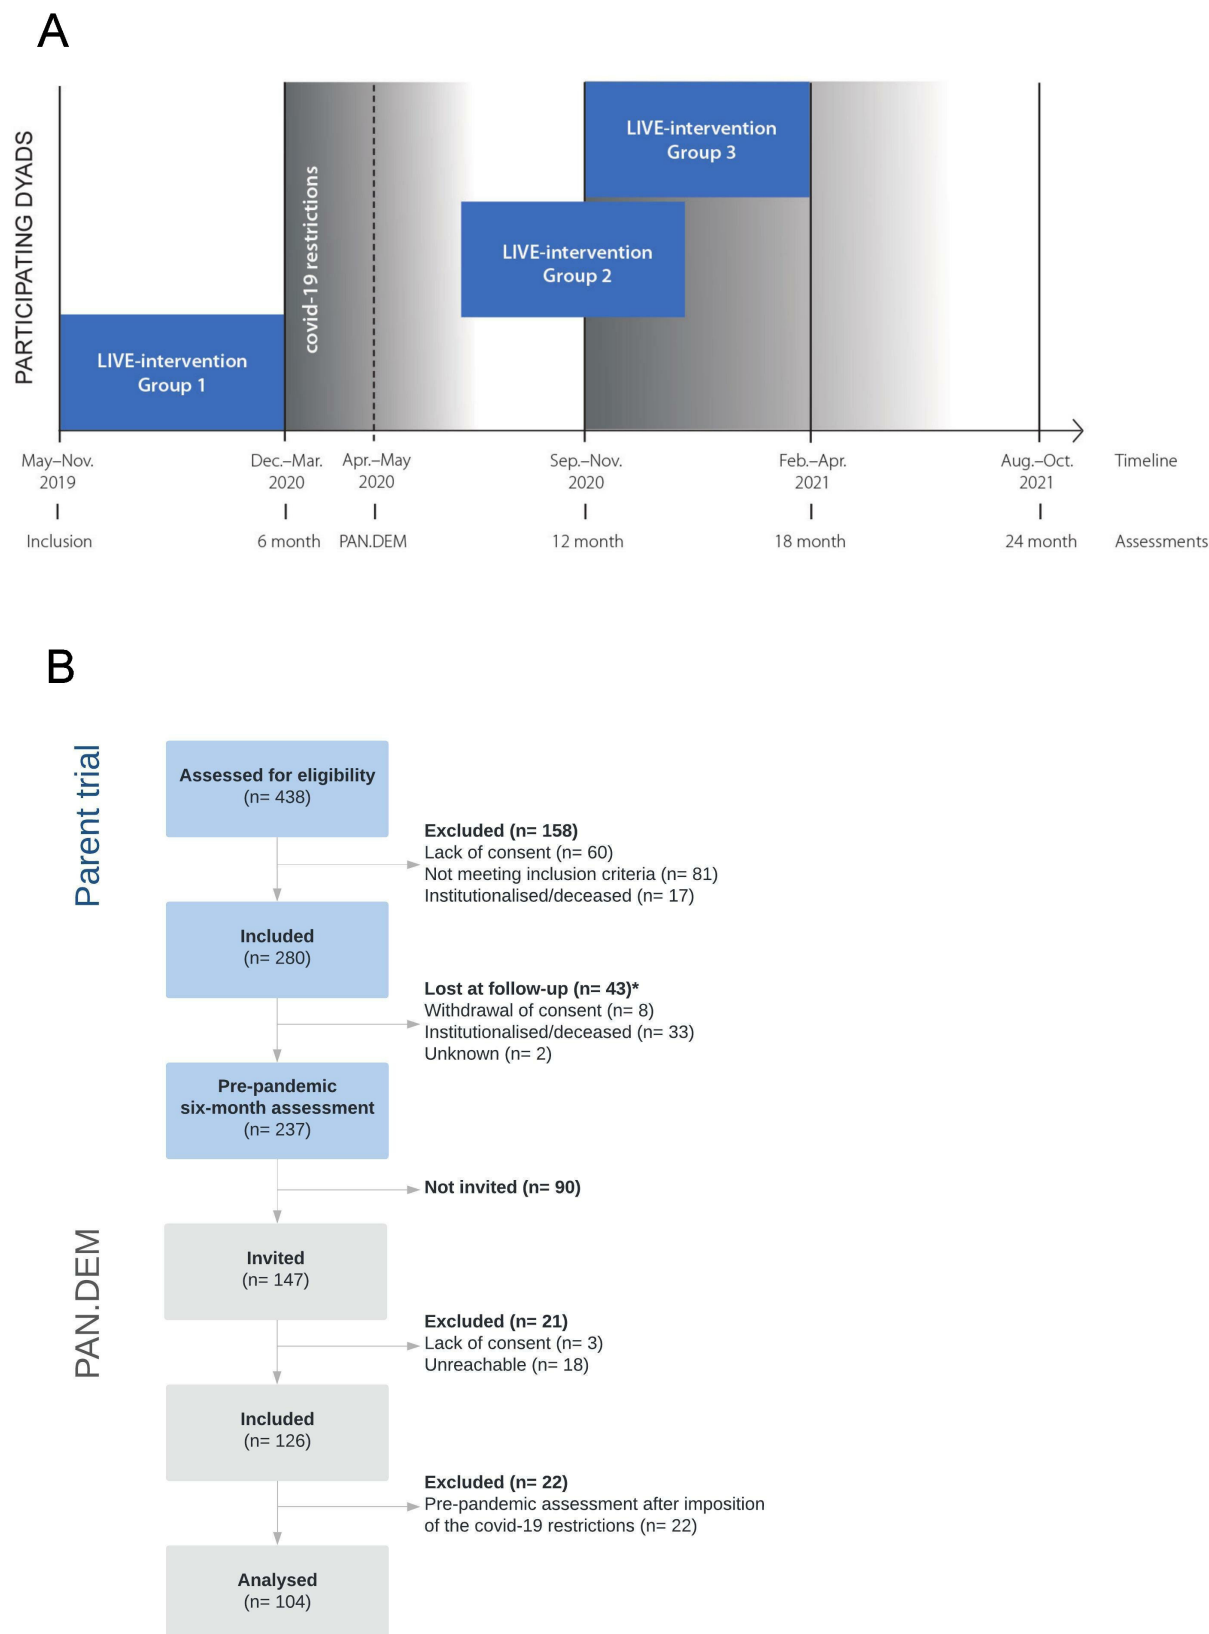 A
PARTICIPATING DYADS
covid-19 restrictions
LIVE-intervention
Group 3
LIVE-intervention
Group 2
LIVE-intervention
Group 1
May–Nov.
2019
Dec.–Mar.
2020
Apr.–May
2020
Sep.–Nov.
2020
Feb.–Apr.
2021
Aug.–Oct.
2021
Timeline
Inclusion
6 month
PAN.DEM
12 month
18 month
24 month
Assessments
B
Parent trial
Assessed for eligibility
(n= 438)
Excluded (n= 158)
Lack of consent (n= 60)
Not meeting inclusion criteria (n= 81)
Institutionalised/deceased (n= 17)
Included
(n= 280)
Lost at follow-up (n= 43)*
Withdrawal of consent (n= 8)
Institutionalised/deceased (n= 33)
Unknown (n= 2)
Pre-pandemic
six-month assessment
(n= 237)
Not invited (n= 90)
PAN.DEM
Invited
(n= 147)
Excluded (n= 21)
Lack of consent (n= 3)
Unreachable (n= 18)
Included
(n= 126)
Excluded (n= 22)
Pre-pandemic assessment after imposition
of the covid-19 restrictions (n= 22)
Analysed
(n= 104)